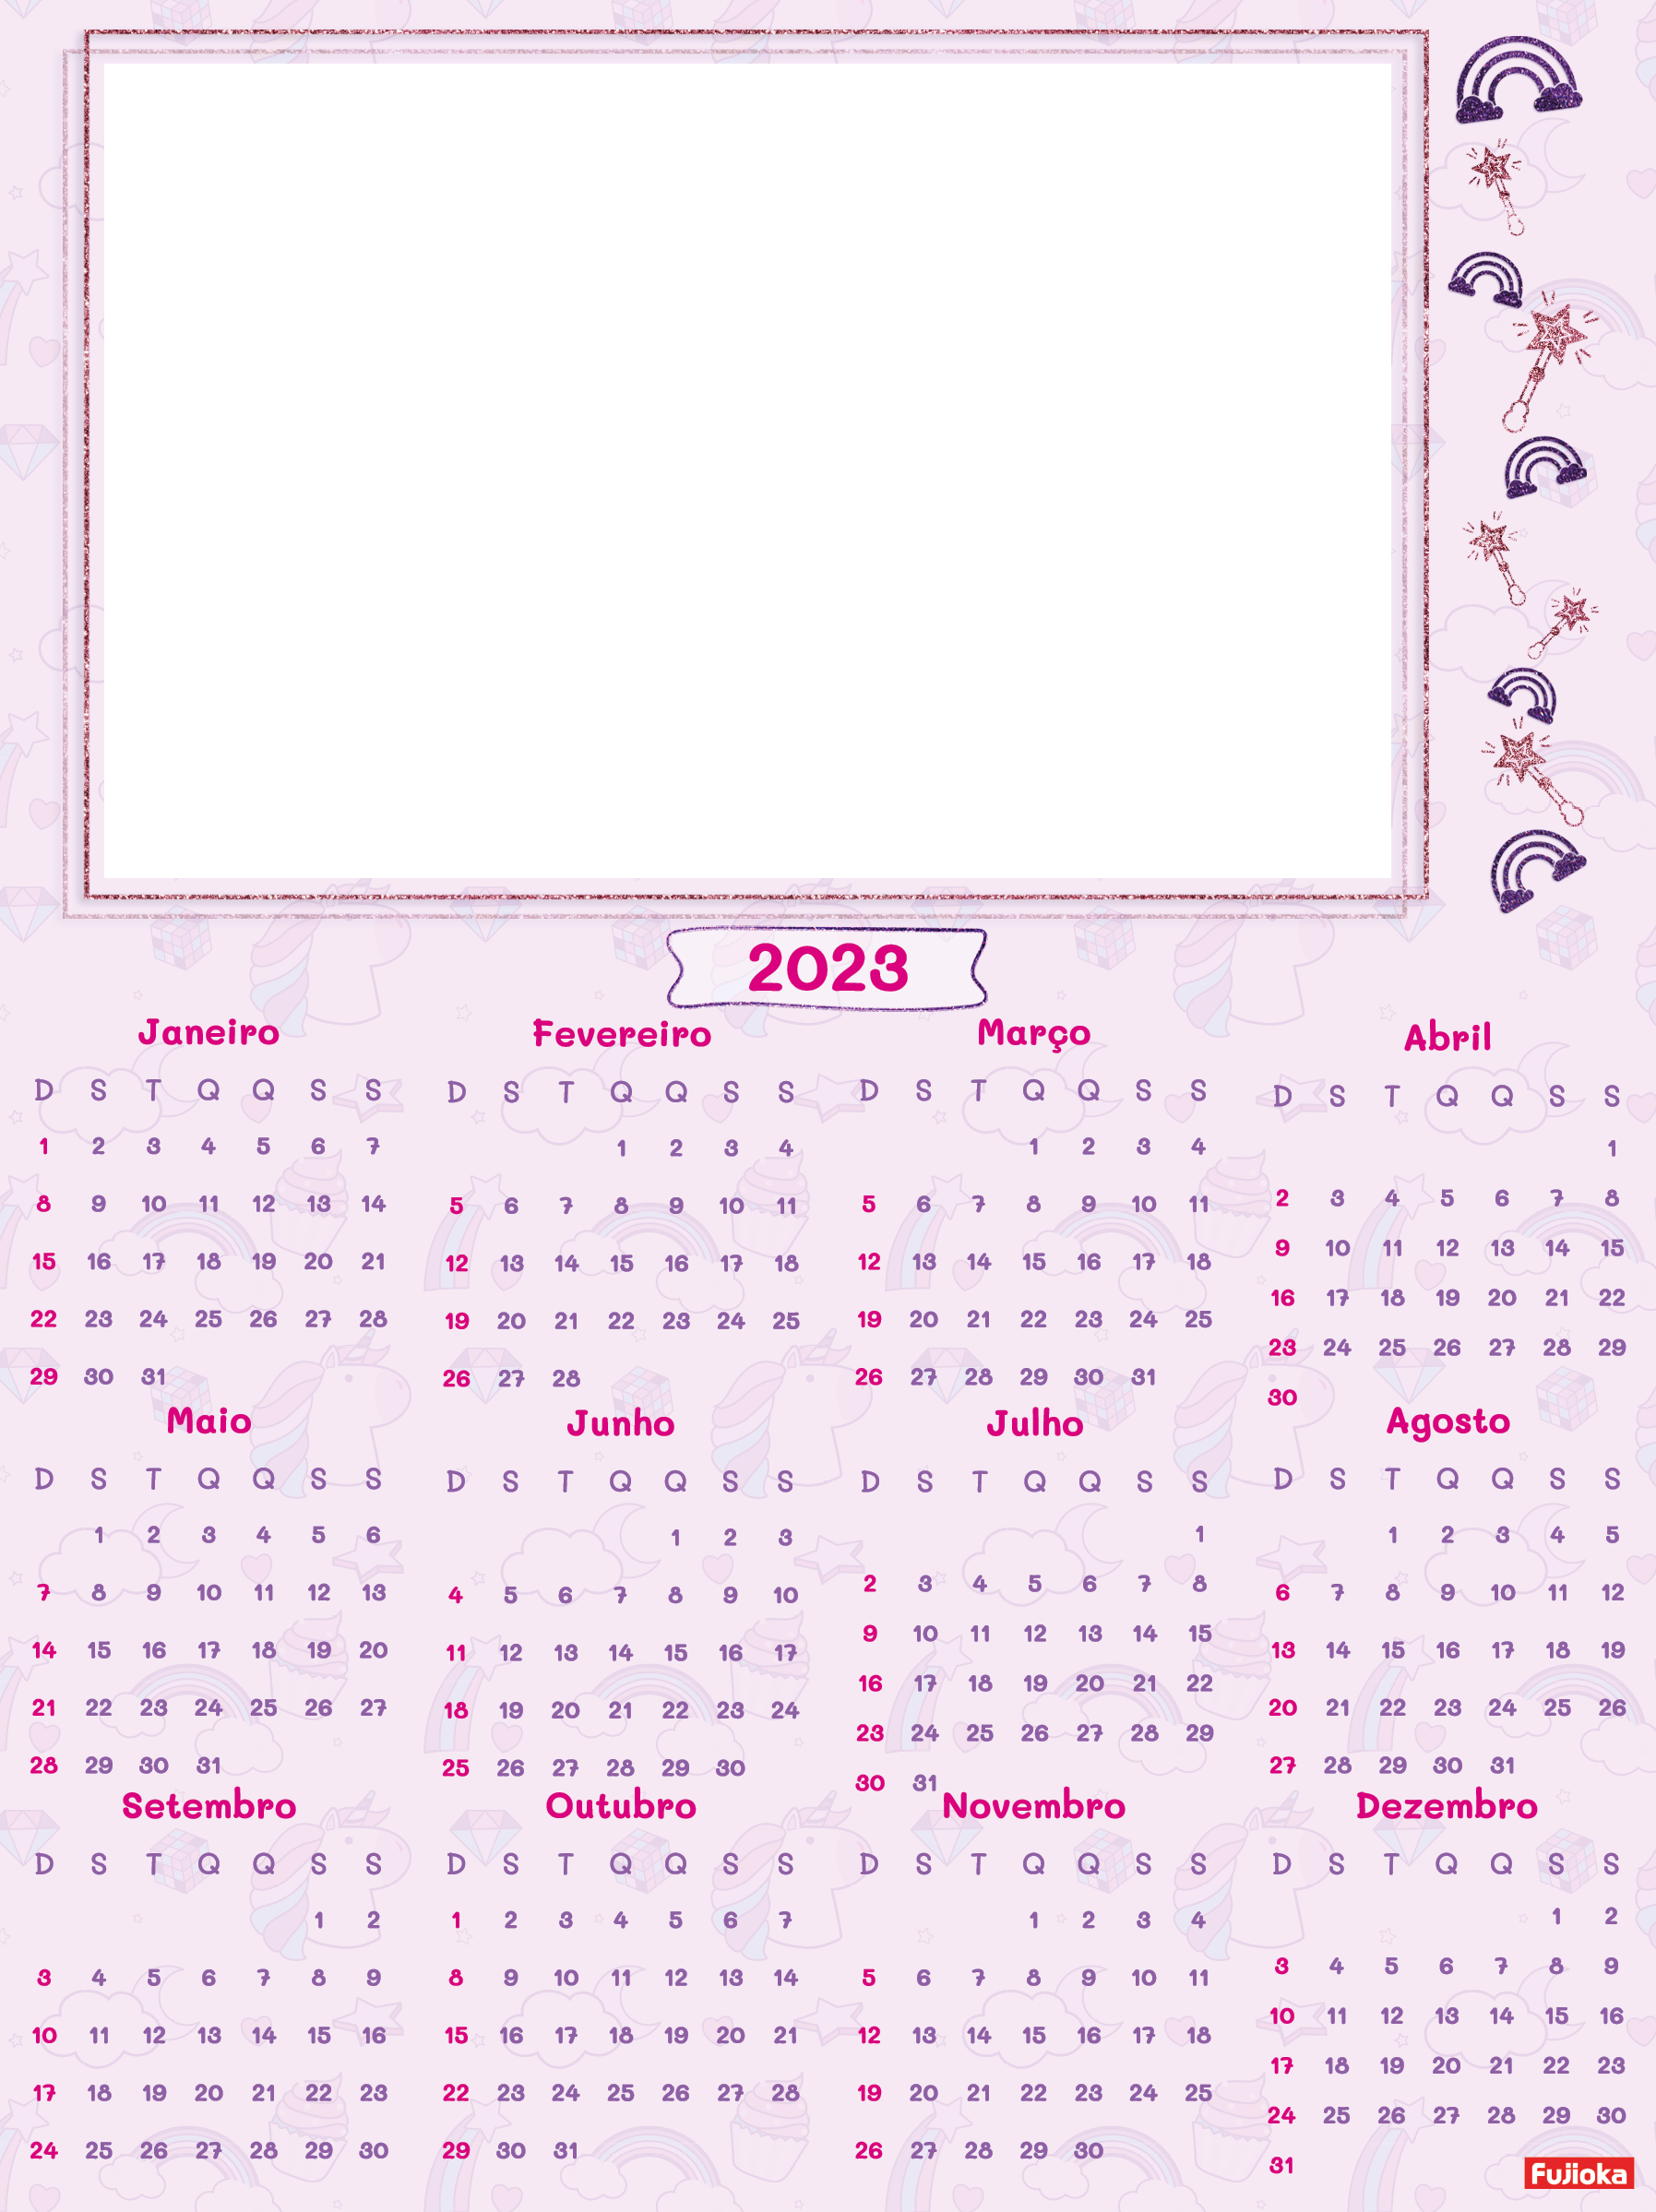 2023
Janeiro
D S T Q Q S S
1 2 3 4 5 6 7
8 9 10 11 12 13 14
15 16 17 18 19 20 21
22 23 24 25 26 27 28
29 30 31
Fevereiro
D S T Q Q S S
1 2 3 4
5 6 7 8 9 10 11
12 13 14 15 16 17 18
19 20 21 22 23 24 25
26 27 28
Março
D S T Q Q S S
1 2 3 4
5 6 7 8 9 10 11
12 13 14 15 16 17 18
19 20 21 22 23 24 25
26 27 28 29 30 31
Abril
D S T Q Q S S
1
2 3 4 5 6 7 8
9 10 11 12 13 14 15
16 17 18 19 20 21 22
23 24 25 26 27 28 29
30
Maio
D S T Q Q S S
1 2 3 4 5 6
7 8 9 10 11 12 13
14 15 16 17 18 19 20
21 22 23 24 25 26 27
28 29 30 31
Junho
D S T Q Q S S
1 2 3
4 5 6 7 8 9 10
11 12 13 14 15 16 17
18 19 20 21 22 23 24
25 26 27 28 29 30
Julho
D S T Q Q S S
1
2 3 4 5 6 7 8
9 10 11 12 13 14 15
16 17 18 19 20 21 22
23 24 25 26 27 28 29
30 31
Agosto
D S T Q Q S S
1 2 3 4 5
6 7 8 9 10 11 12
13 14 15 16 17 18 19
20 21 22 23 24 25 26
27 28 29 30 31
Setembro
D S T Q Q S S
1 2
3 4 5 6 7 8 9
10 11 12 13 14 15 16
17 18 19 20 21 22 23
24 25 26 27 28 29 30
Outubro
D S T Q Q S S
1 2 3 4 5 6 7
8 9 10 11 12 13 14
15 16 17 18 19 20 21
22 23 24 25 26 27 28
29 30 31
Novembro
D S T Q Q S S
1 2 3 4
5 6 7 8 9 10 11
12 13 14 15 16 17 18
19 20 21 22 23 24 25
26 27 28 29 30
Dezembro
D S T Q Q S S
1 2
3 4 5 6 7 8 9
10 11 12 13 14 15 16
17 18 19 20 21 22 23
24 25 26 27 28 29 30
31
Fujioka